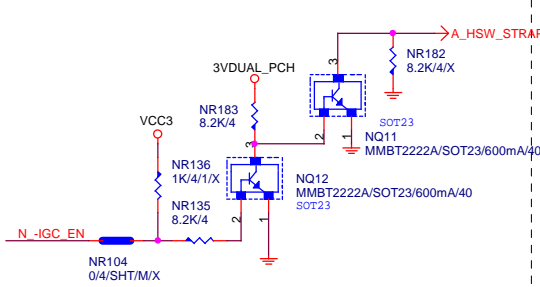 A_HSW_STRAP
3
NR182
8.2K/4/X
3VDUAL_PCH
NR183
8.2K/4
SOT23
2
1
NQ11
MMBT2222A/SOT23/600mA/40
VCC3
3
NR136
1K/4/1/X
NQ12
MMBT2222A/SOT23/600mA/40
SOT23
NR135
8.2K/4
2
1
N_-IGC_EN
NR104
0/4/SHT/M/X